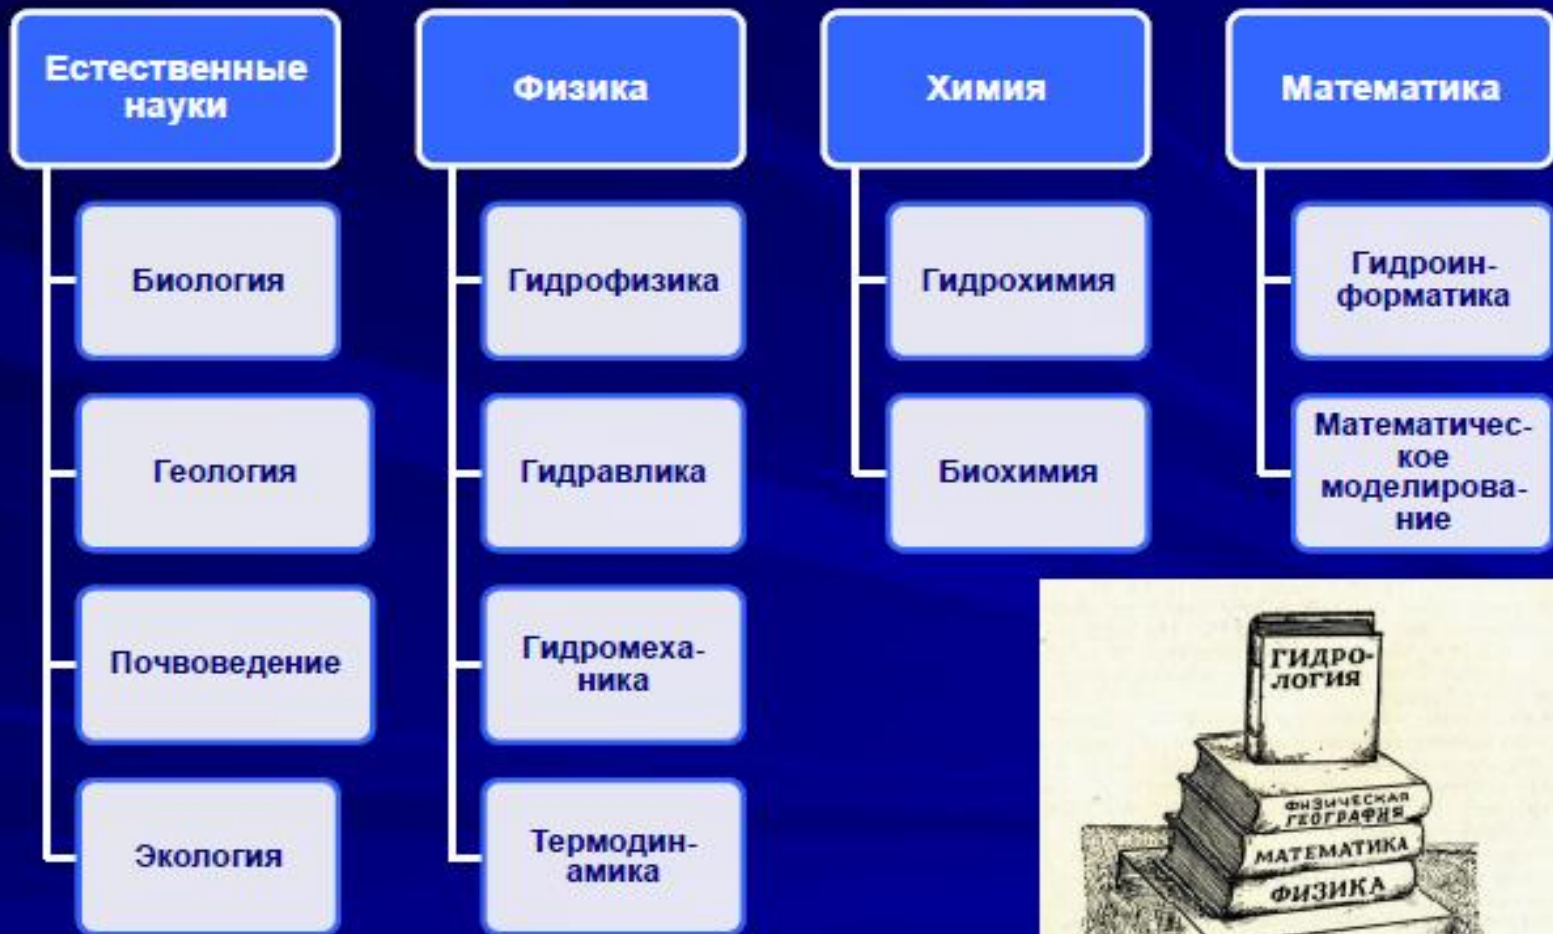 Естественные
науки
Биология
Геология
Почвоведение
Экология
Физика
Гидрофизика
Гидравлика
Гидромеха-
ника
Термодин-
амика
Химия
Гидрохимия
Биохимия
Математика
Гидроин-
форматика
Математичес-
кое
моделирова-
ние
ГИДРО-
ЛОГИЯ
ФИЗИЧЕСКАЯ
ГЕОГРАФИЯ
МАТЕМАТИКА
ФИЗИКА